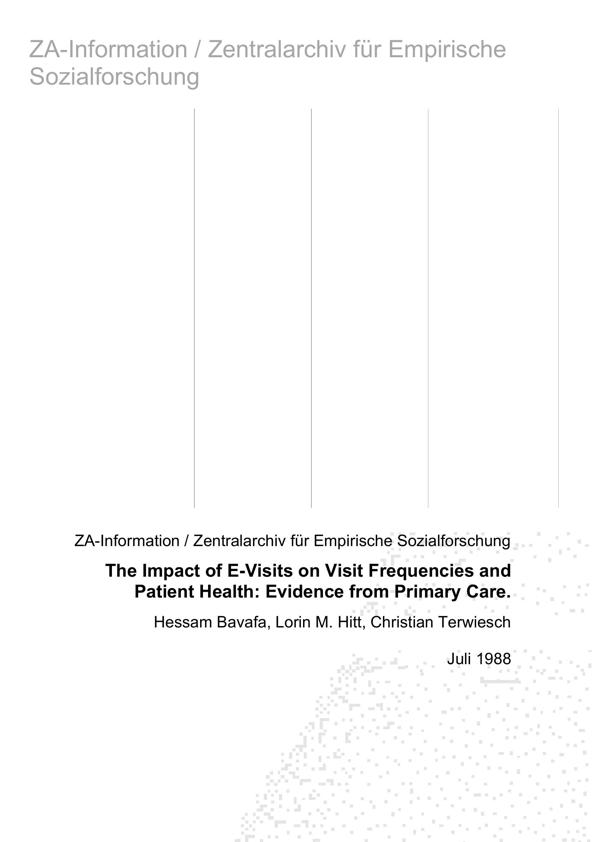 ZA-Information / Zentralarchiv für Empirische
Sozialforschung
ZA-Information / Zentralarchiv für Empirische Sozialforschung
The Impact of E-Visits on Visit Frequencies and
Patient Health: Evidence from Primary Care.
Hessam Bavafa, Lorin M. Hitt, Christian Terwiesch
Juli 1988